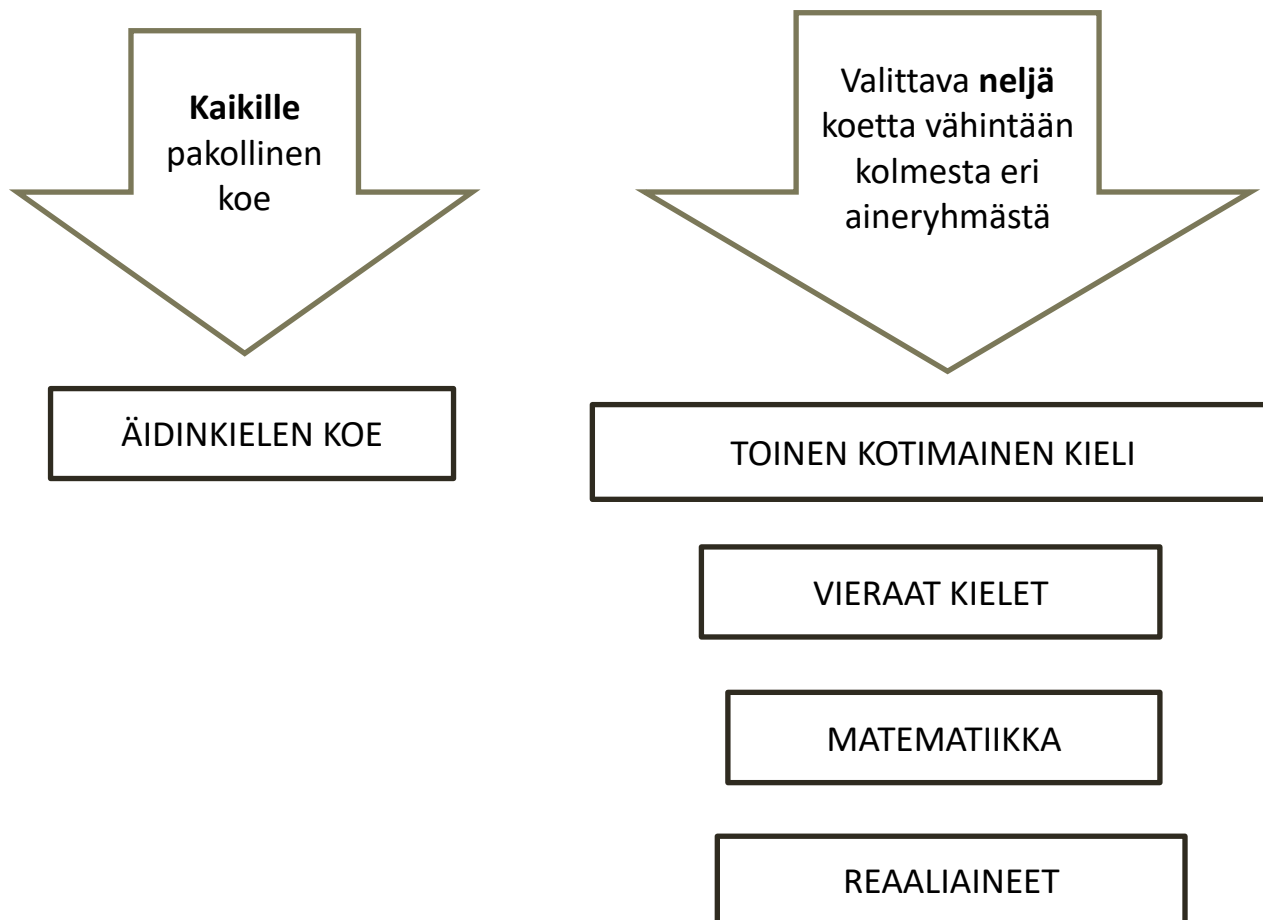 Kaikille
pakollinen
koe
ÄIDINKIELEN KOE
Valittava neljä
koetta vähintään
kolmesta eri
aineryhmästä
TOINEN KOTIMAINEN KIELI
VIERAAT KIELET
MATEMATIIKKA
REAALIAINEET